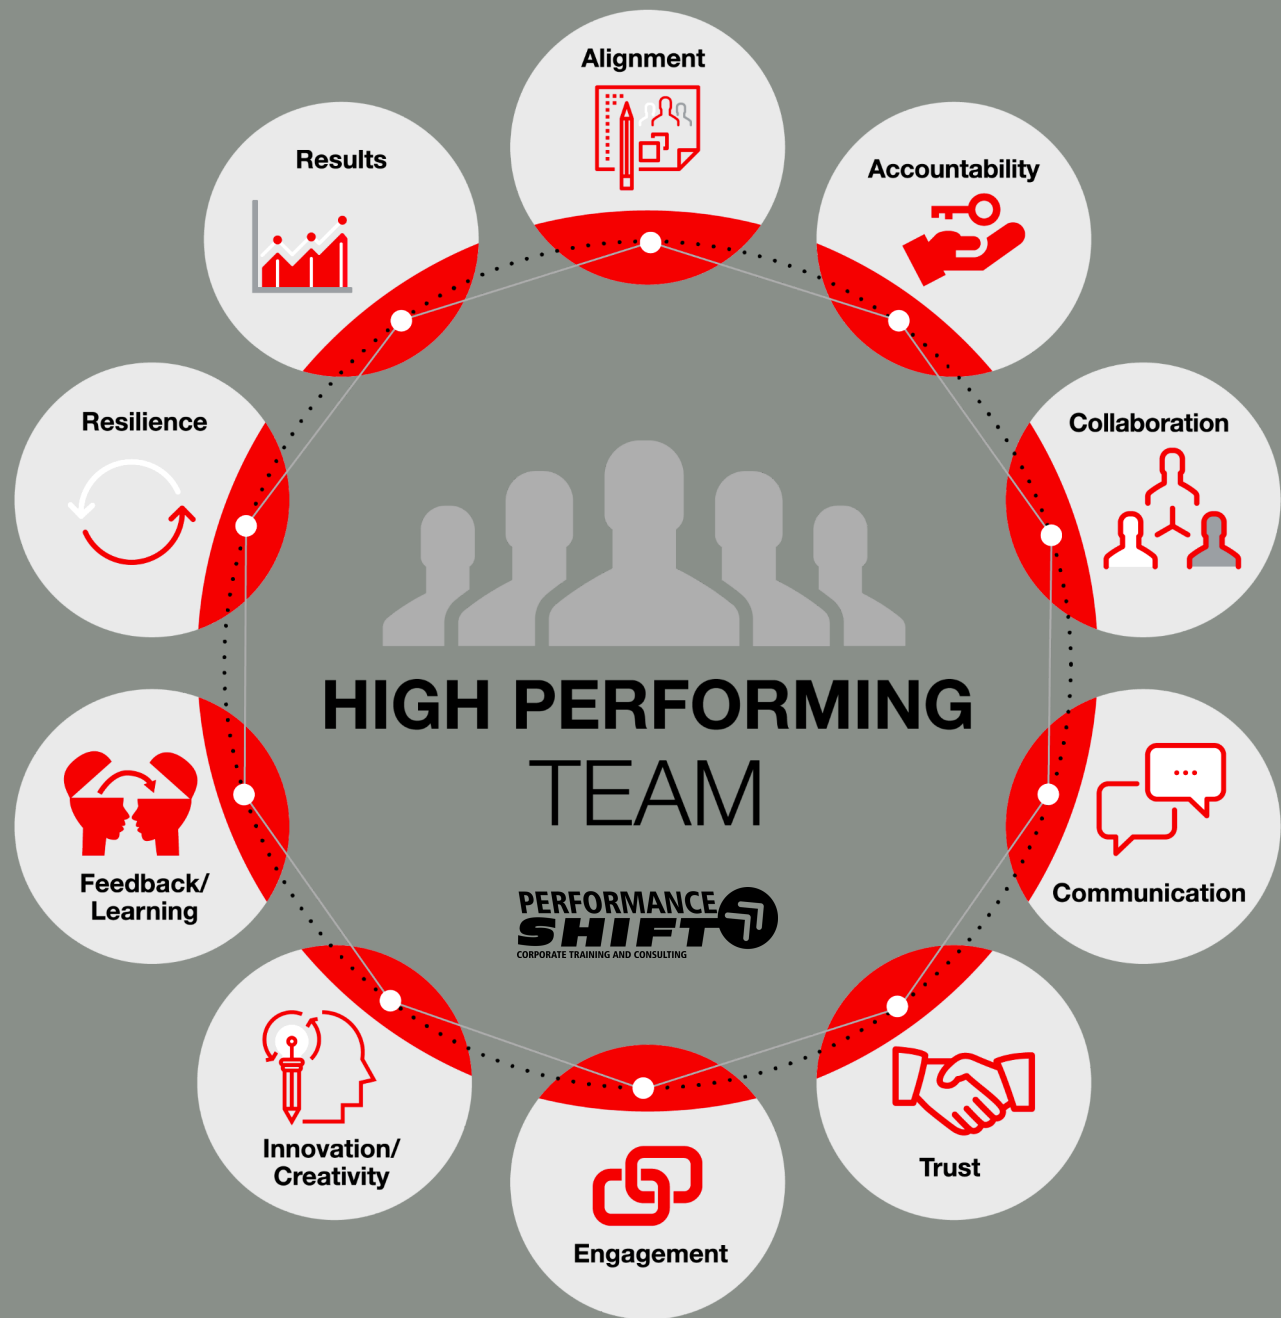 Alignment
Accountability
Collaboration
Communication
Trust
Engagement
Innovation/
Creativity
Feedback/
Learning
Resilience
Results
HIGH PERFORMING
TEAM
PERFORMANCE
SHIFT
CORPORATE TRAINING AND CONSULTING